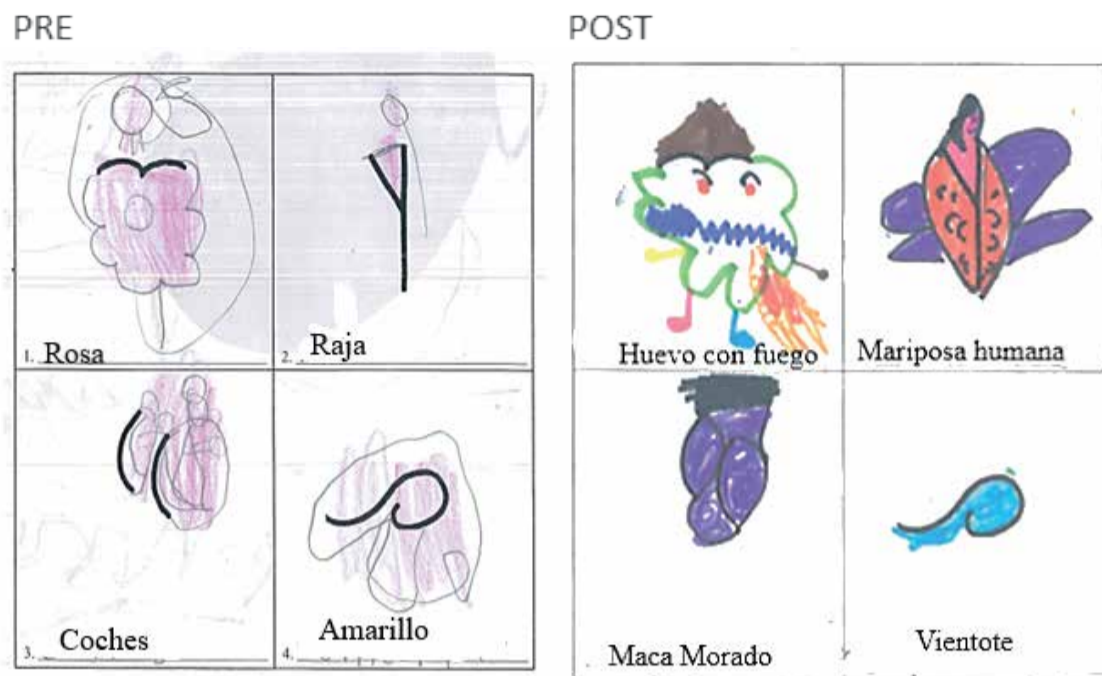 PRE
POST
1. Rosa
2. Raja
3. Coches
4. Amarillo
Huevo con fuego
Mariposa humana
Maca Morado
Vientote